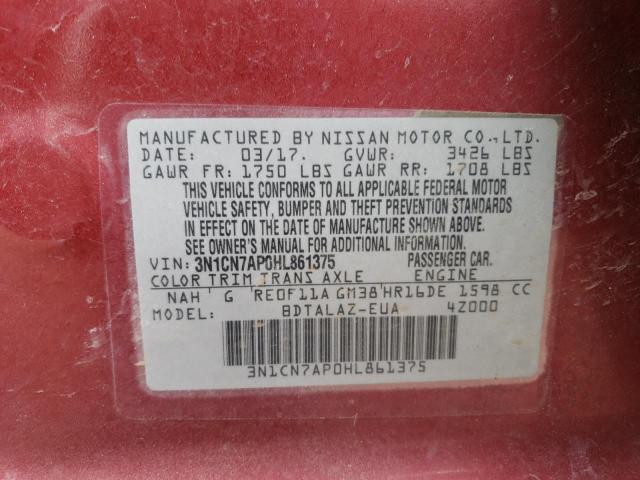 MANUFACTURED BY NISSAN MOTOR CO.,LTD.
DATE: 03/17. GVWR: 3426 LBS
GAWR FR: 1750 LBS GAWR RR: 1708 LBS
THIS VEHICLE CONFORMS TO ALL APPLICABLE FEDERAL MOTOR
VEHICLE SAFETY, BUMPER AND THEFT PREVENTION STANDARDS
IN EFFECT ON THE DATE OF MANUFACTURE SHOWN ABOVE.
SEE OWNER'S MANUAL FOR ADDITIONAL INFORMATION.
VIN: 3N1CN7AP0HL861375 PASSENGER CAR.
COLOR TRIM TRANS AXLE ENGINE
NAH G RE0F11A GM38 HR16DE 1598 CC
MODEL: BDTALAZ-EUA 4Z000
3N1CN7AP0HL861375